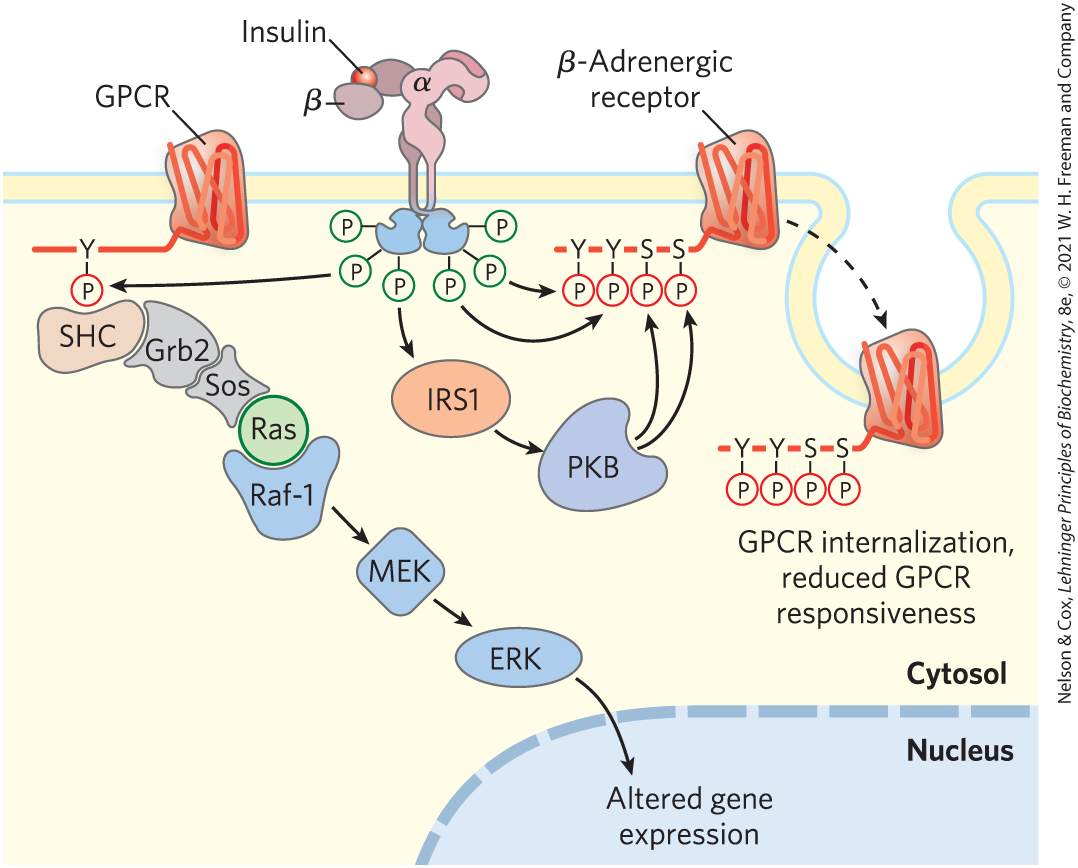 Insulin
β-Adrenergic
receptor
GPCR
β
α
P P
P P P P
Y
P
Y Y S S
P P P P
SHC
Grb2
Sos
Ras
Raf-1
IRS1
PKB
Y Y S S
P P P P
MEK
GPCR internalization,
reduced GPCR
responsiveness
ERK
Cytosol
Nucleus
Altered gene
expression
Nelson & Cox, Lehninger Principles of Biochemistry, 8e, © 2021 W. H. Freeman and Company